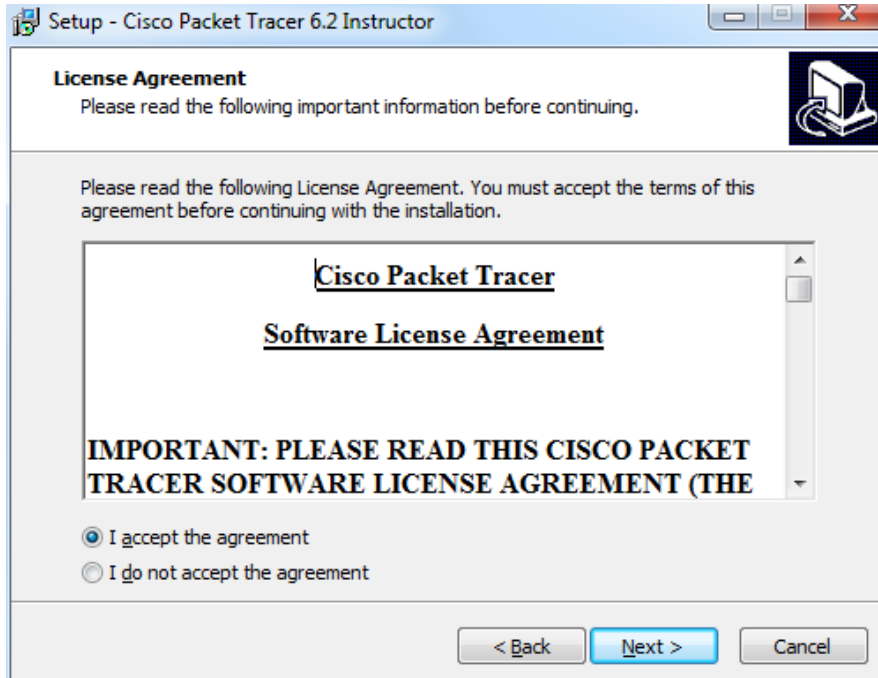 Setup - Cisco Packet Tracer 6.2 Instructor
License Agreement
Please read the following important information before continuing.
Please read the following License Agreement. You must accept the terms of this
agreement before continuing with the installation.
Cisco Packet Tracer
Software License Agreement
IMPORTANT: PLEASE READ THIS CISCO PACKET
TRACER SOFTWARE LICENSE AGREEMENT (THE
I accept the agreement
I do not accept the agreement
< Back Next > Cancel